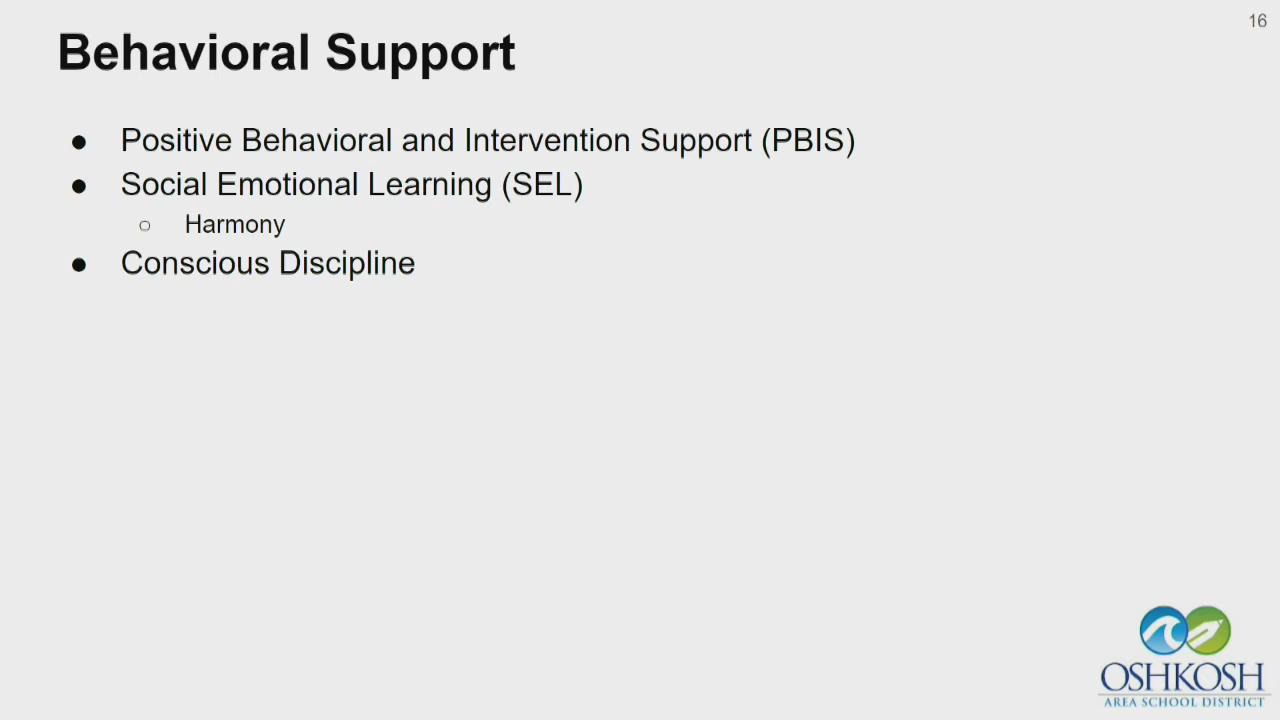 16
Behavioral Support
● Positive Behavioral and Intervention Support (PBIS)
● Social Emotional Learning (SEL)
○ Harmony
● Conscious Discipline
OSHKOSH
AREA SCHOOL DISTRICT